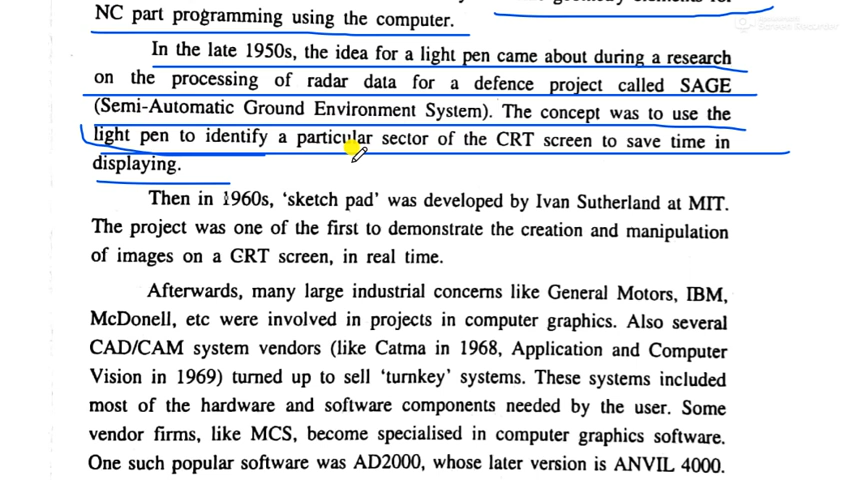 NC part programming using the computer.
In the late 1950s, the idea for a light pen came about during a research
on the processing of radar data for a defence project called SAGE
(Semi-Automatic Ground Environment System). The concept was to use the
light pen to identify a particular sector of the CRT screen to save time in
displaying.
Then in 1960s, ‘sketch pad’ was developed by Ivan Sutherland at MIT.
The project was one of the first to demonstrate the creation and manipulation
of images on a CRT screen, in real time.
Afterwards, many large industrial concerns like General Motors, IBM,
McDonell, etc were involved in projects in computer graphics. Also several
CAD/CAM system vendors (like Catma in 1968, Application and Computer
Vision in 1969) turned up to sell ‘turnkey’ systems. These systems included
most of the hardware and software components needed by the user. Some
vendor firms, like MCS, become specialised in computer graphics software.
One such popular software was AD2000, whose later version is ANVIL 4000.